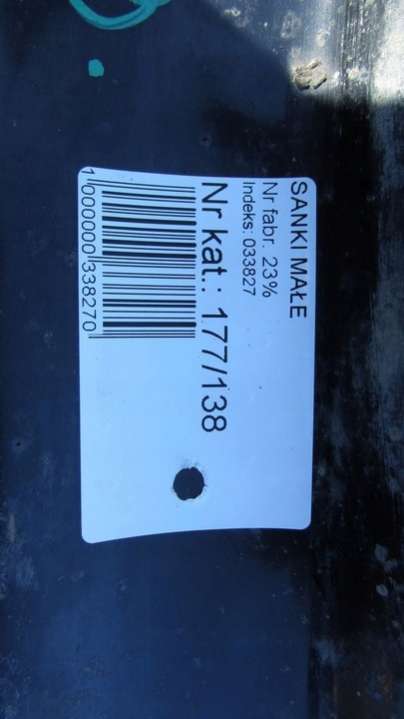 SANKI MAŁE
Nr fabr. 23%
Indeks: 033827
Nr kat.: 177/138
1000000338270